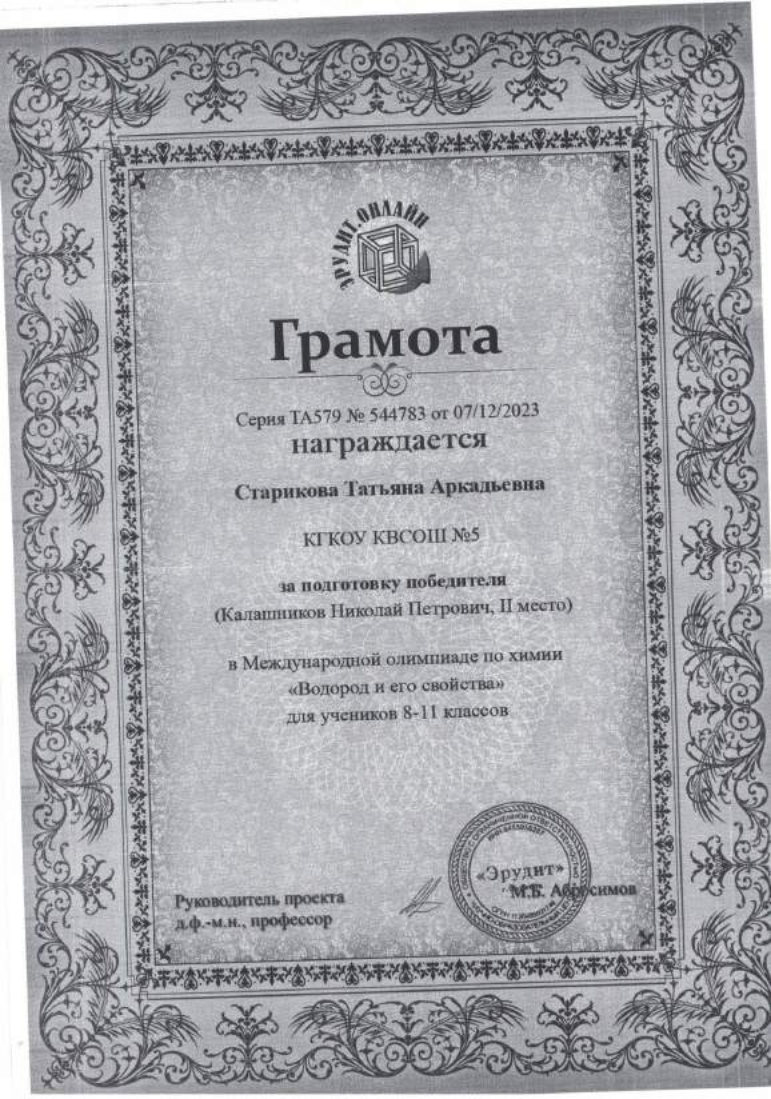 ЭРУДИТ.ОНЛАЙН
Грамота
Серия ТА579 № 544783 от 07/12/2023
награждается
Старикова Татьяна Аркадьевна
КГКОУ КВСОШ №5
за подготовку победителя
(Калашников Николай Петрович, II место)
в Международной олимпиаде по химии
«Водород и его свойства»
для учеников 8-11 классов
Руководитель проекта
д.ф.-м.н., профессор
«Эрудит»
М.Б. Абросимов